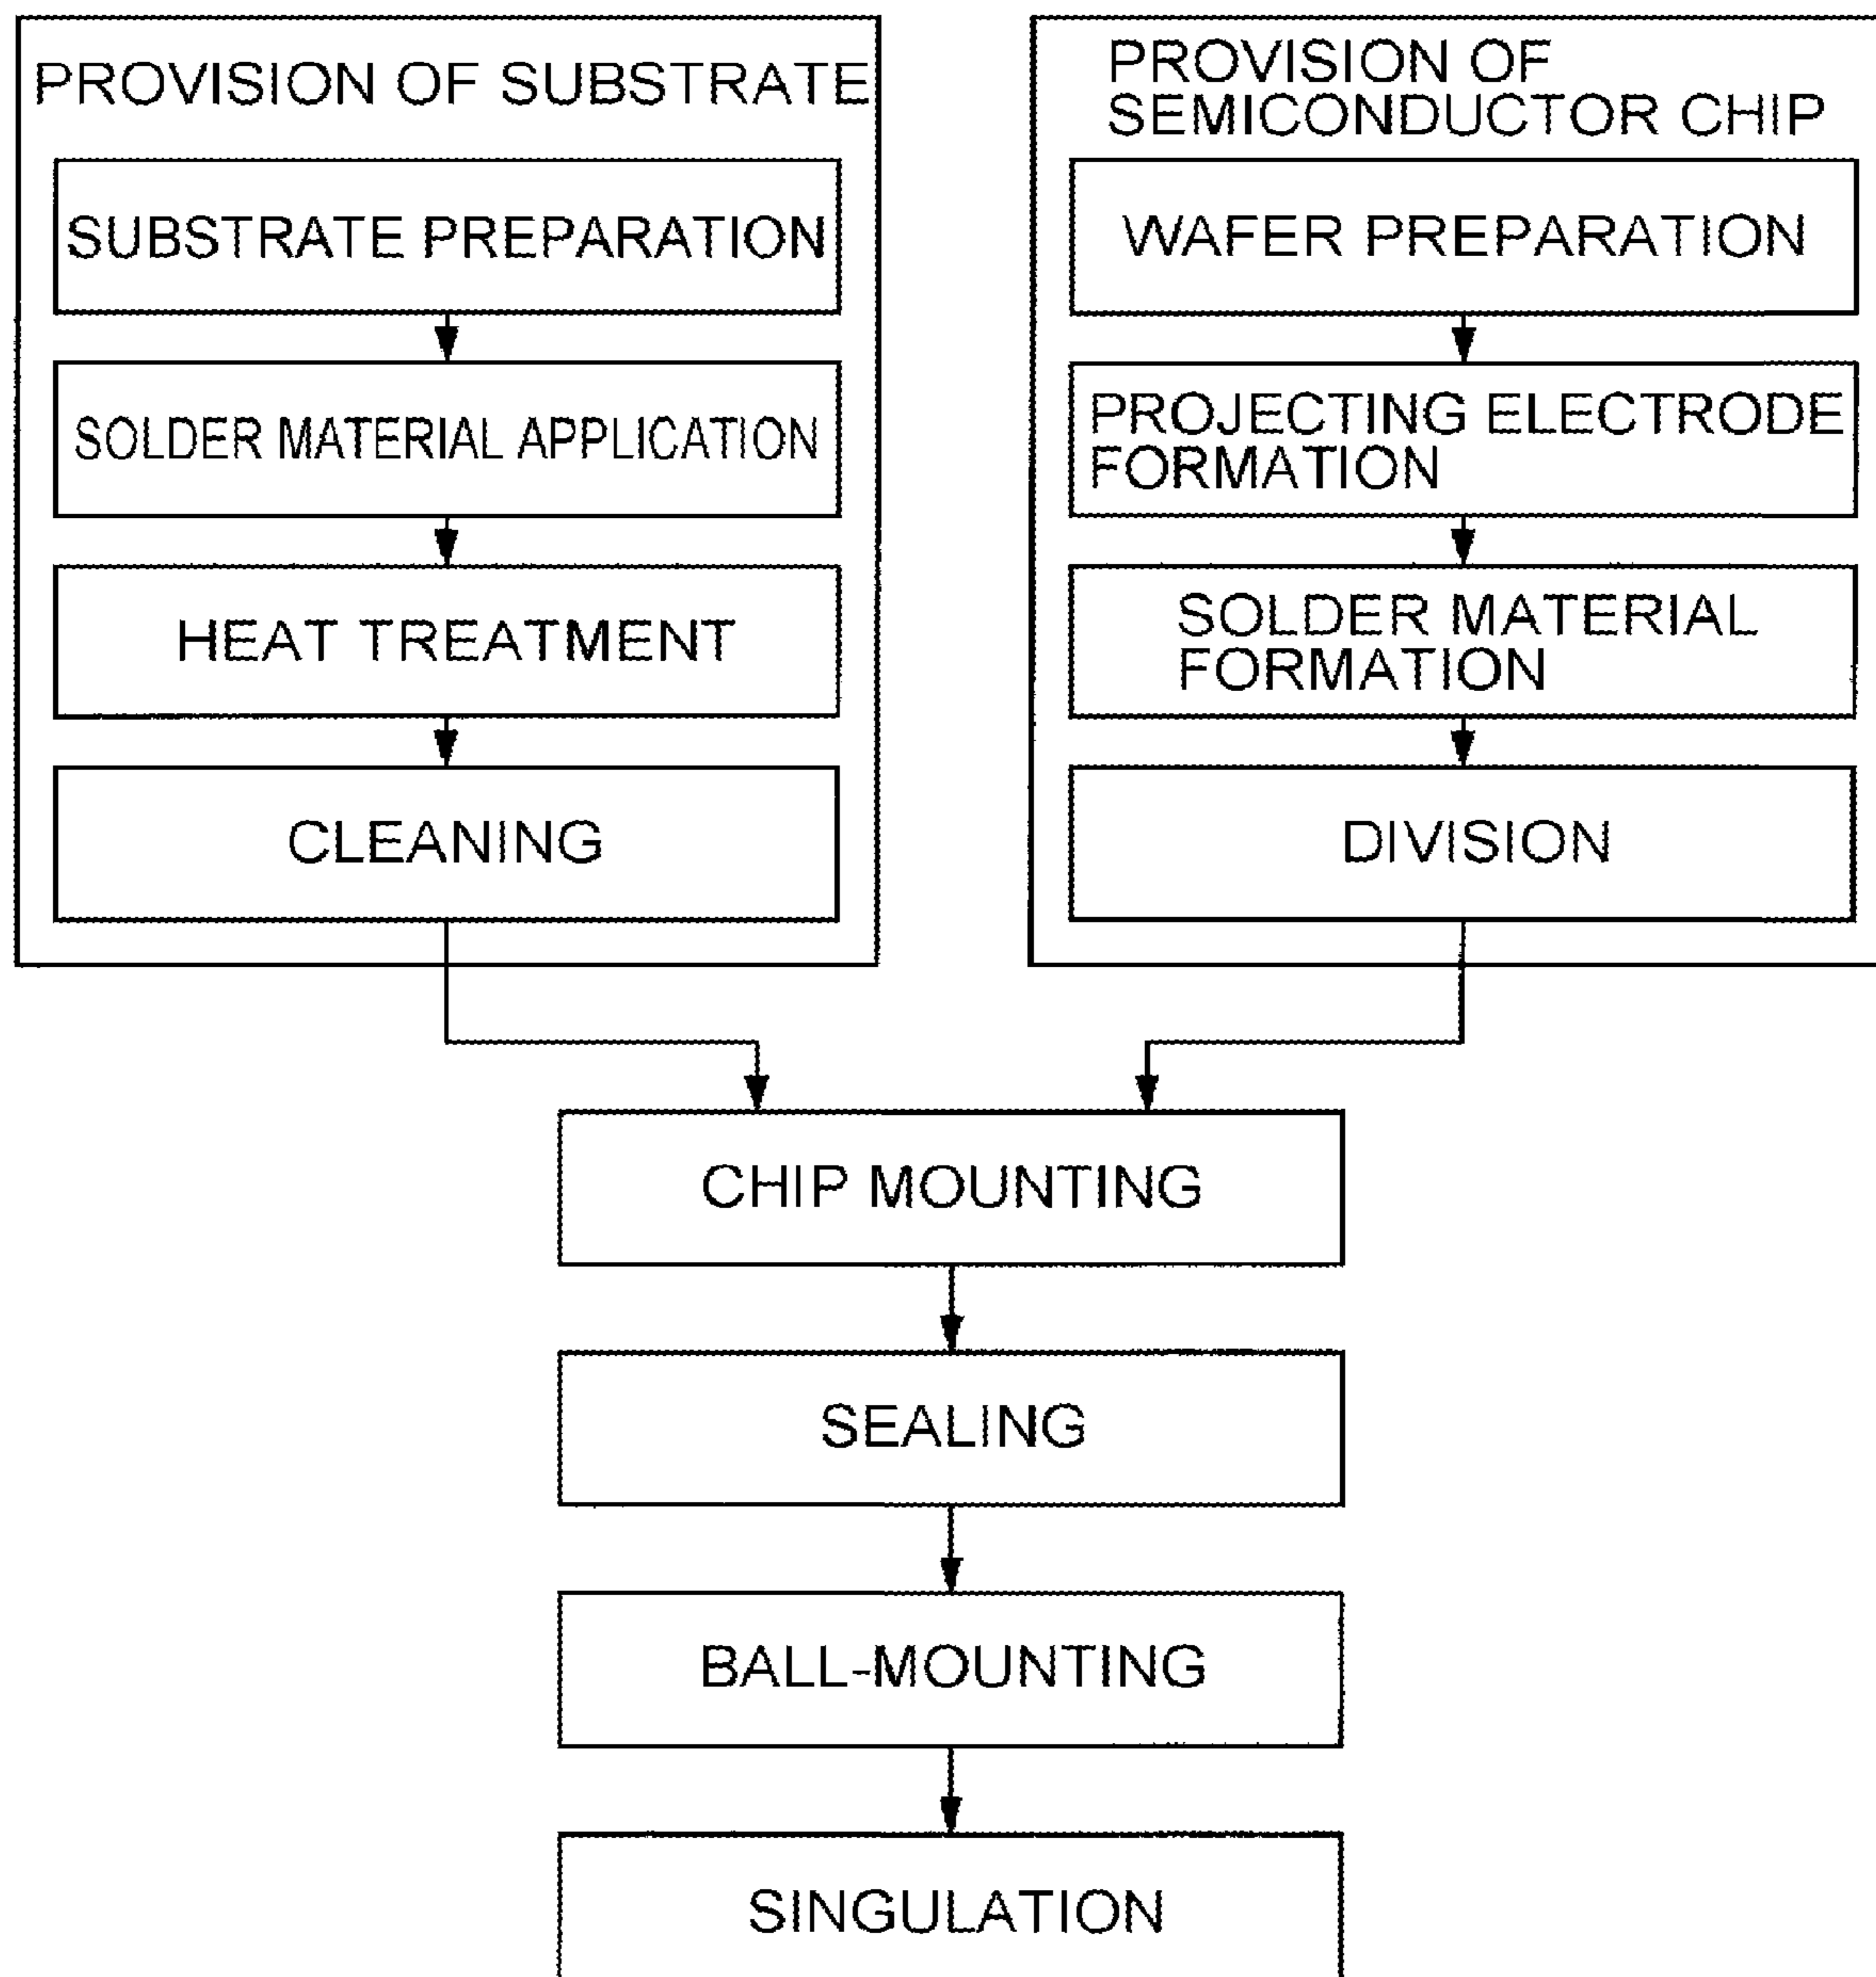 PROVISION OF SUBSTRATE
SUBSTRATE PREPARATION
SOLDER MATERIAL APPLICATION
HEAT TREATMENT
CLEANING
PROVISION OF
SEMICONDUCTOR CHIP
WAFER PREPARATION
PROJECTING ELECTRODE
FORMATION
SOLDER MATERIAL
FORMATION
DIVISION
CHIP MOUNTING
SEALING
BALL-MOUNTING
SINGULATION